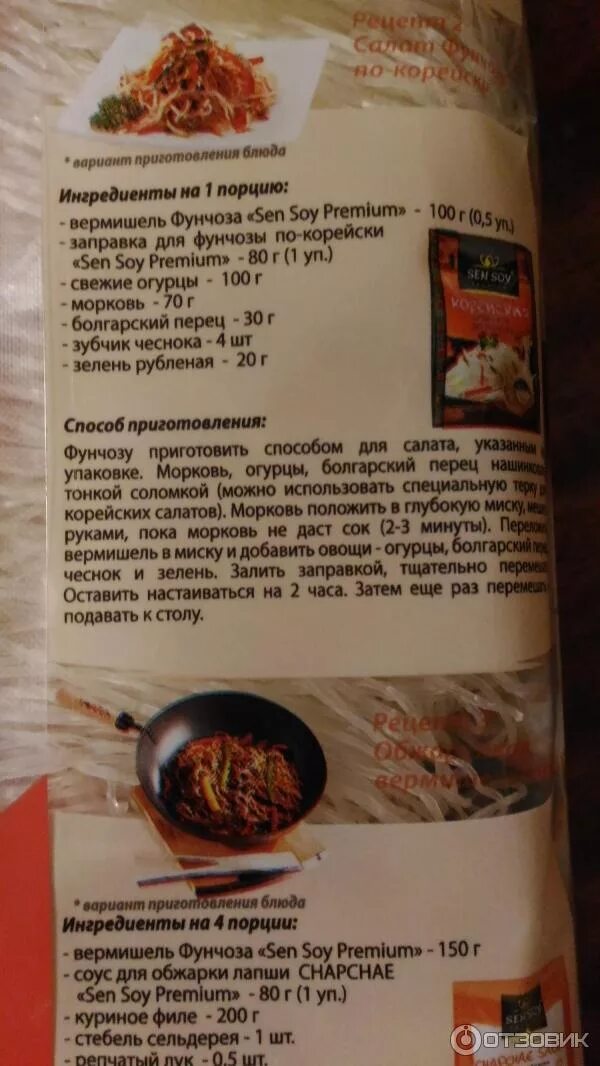 Рецепт 2
Салат Фунчоза
по-корейски
* вариант приготовления блюда
Ингредиенты на 1 порцию:
- вермишель Фунчоза «Sen Soy Premium» - 100 г (0,5 уп.)
- заправка для фунчозы по-корейски
«Sen Soy Premium» - 80 г (1 уп.)
- свежие огурцы - 100 г
- морковь - 70 г
- болгарский перец - 30 г
- зубчик чеснока - 4 шт
- зелень рубленая - 20 г
SEN SOY
Способ приготовления:
Фунчозу приготовить способом для салата, указанным
упаковке. Морковь, огурцы, болгарский перец
тонкой соломкой (можно использовать специальную терку
корейских салатов). Морковь положить в глубокую миску,
руками, пока морковь не даст сок (2-3 минуты).
вермишель в миску и добавить овощи - огурцы, болгарский
чеснок и зелень. Залить заправкой, тщательно
Оставить настаиваться на 2 часа. Затем еще раз
подавать к столу.
Рецепт
* вариант приготовления блюда
Ингредиенты на 4 порции:
- вермишель Фунчоза «Sen Soy Premium» - 150 г
- соус для обжарки лапши CHAPCHAE
«Sen Soy Premium» - 80 г (1 уп.)
- куриное филе - 200 г
- стебель сельдерея - 1 шт.
- репчатый лук - 0,5 шт.
SEN SOY
CHAPCHAE
ОТЗОВИК